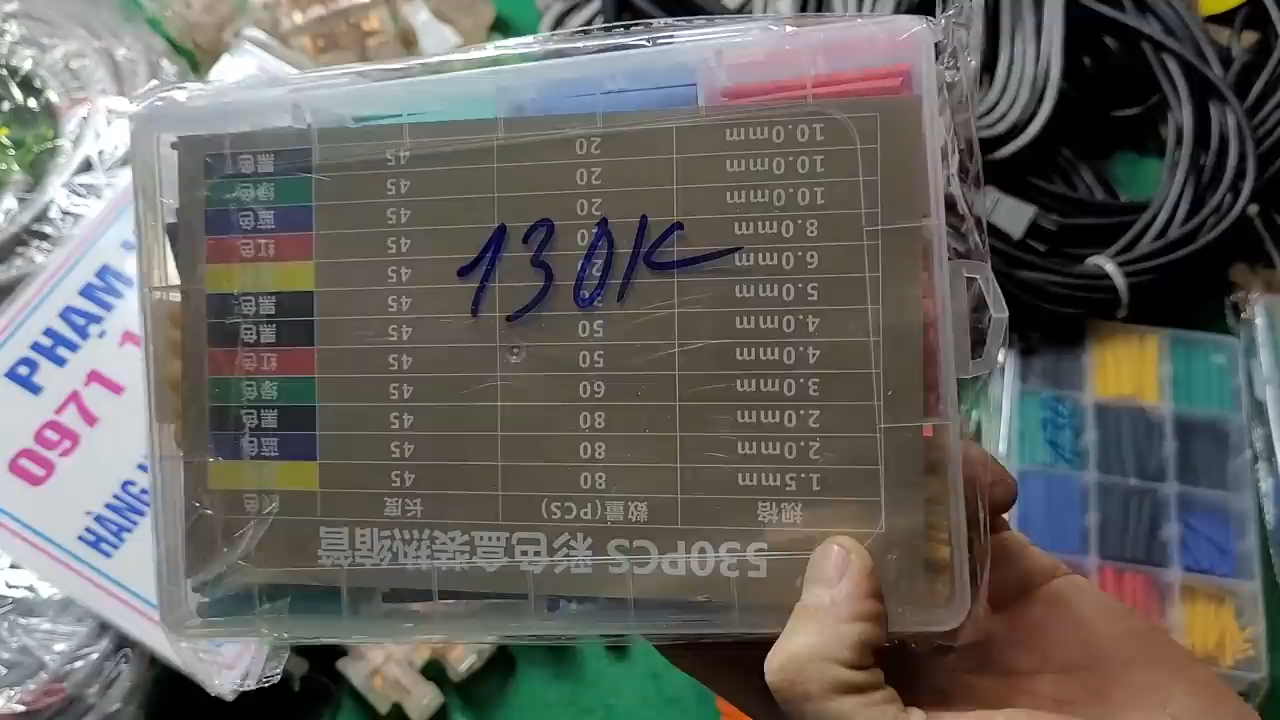 530PCS 彩色盒装热缩管
规格 数量(PCS) 长度
1.5mm 80 45
2.0mm 80 45 蓝色
2.0mm 80 45 黑色
3.0mm 60 45 绿色
4.0mm 50 45 红色
4.0mm 50 45 黑色
5.0mm 45 黑色
6.0mm 45
8.0mm 45 红色
10.0mm 20 45 蓝色
10.0mm 20 45 绿色
10.0mm 20 45 黑色
130K
PHẠM
0971
HÀNG